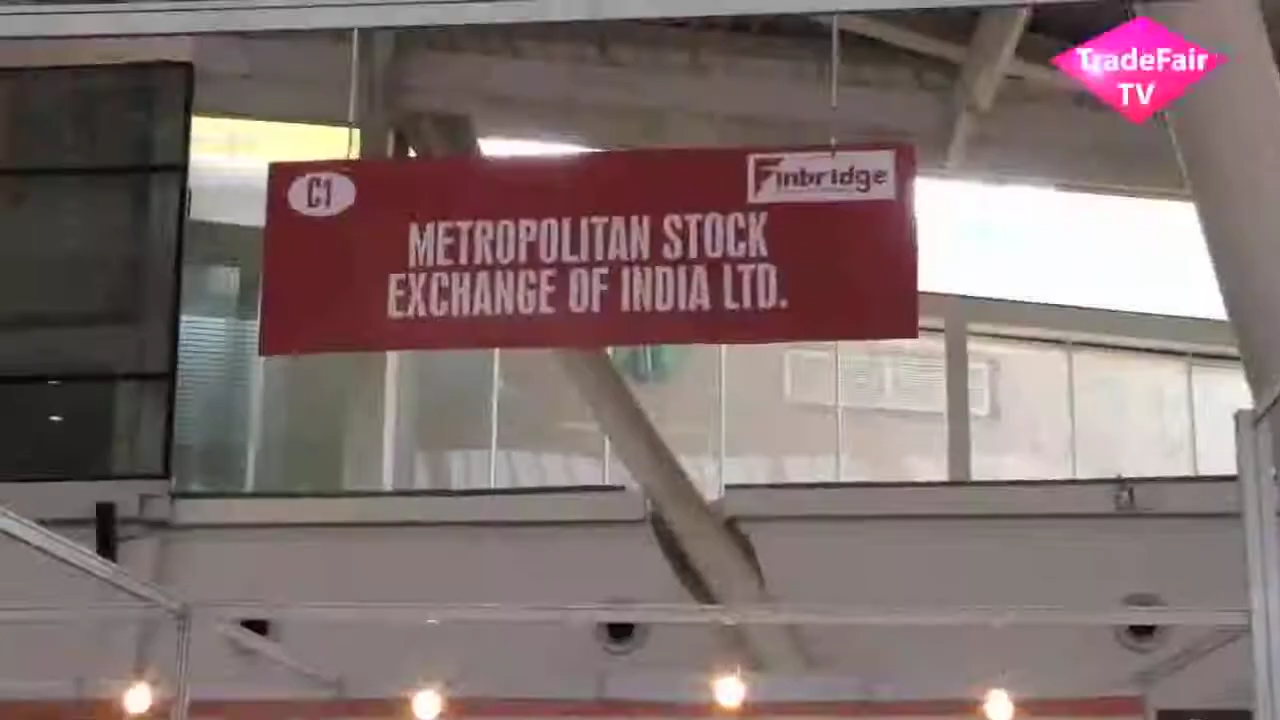 TradeFair
TV
C1
Finbridge
METROPOLITAN STOCK
EXCHANGE OF INDIA LTD.